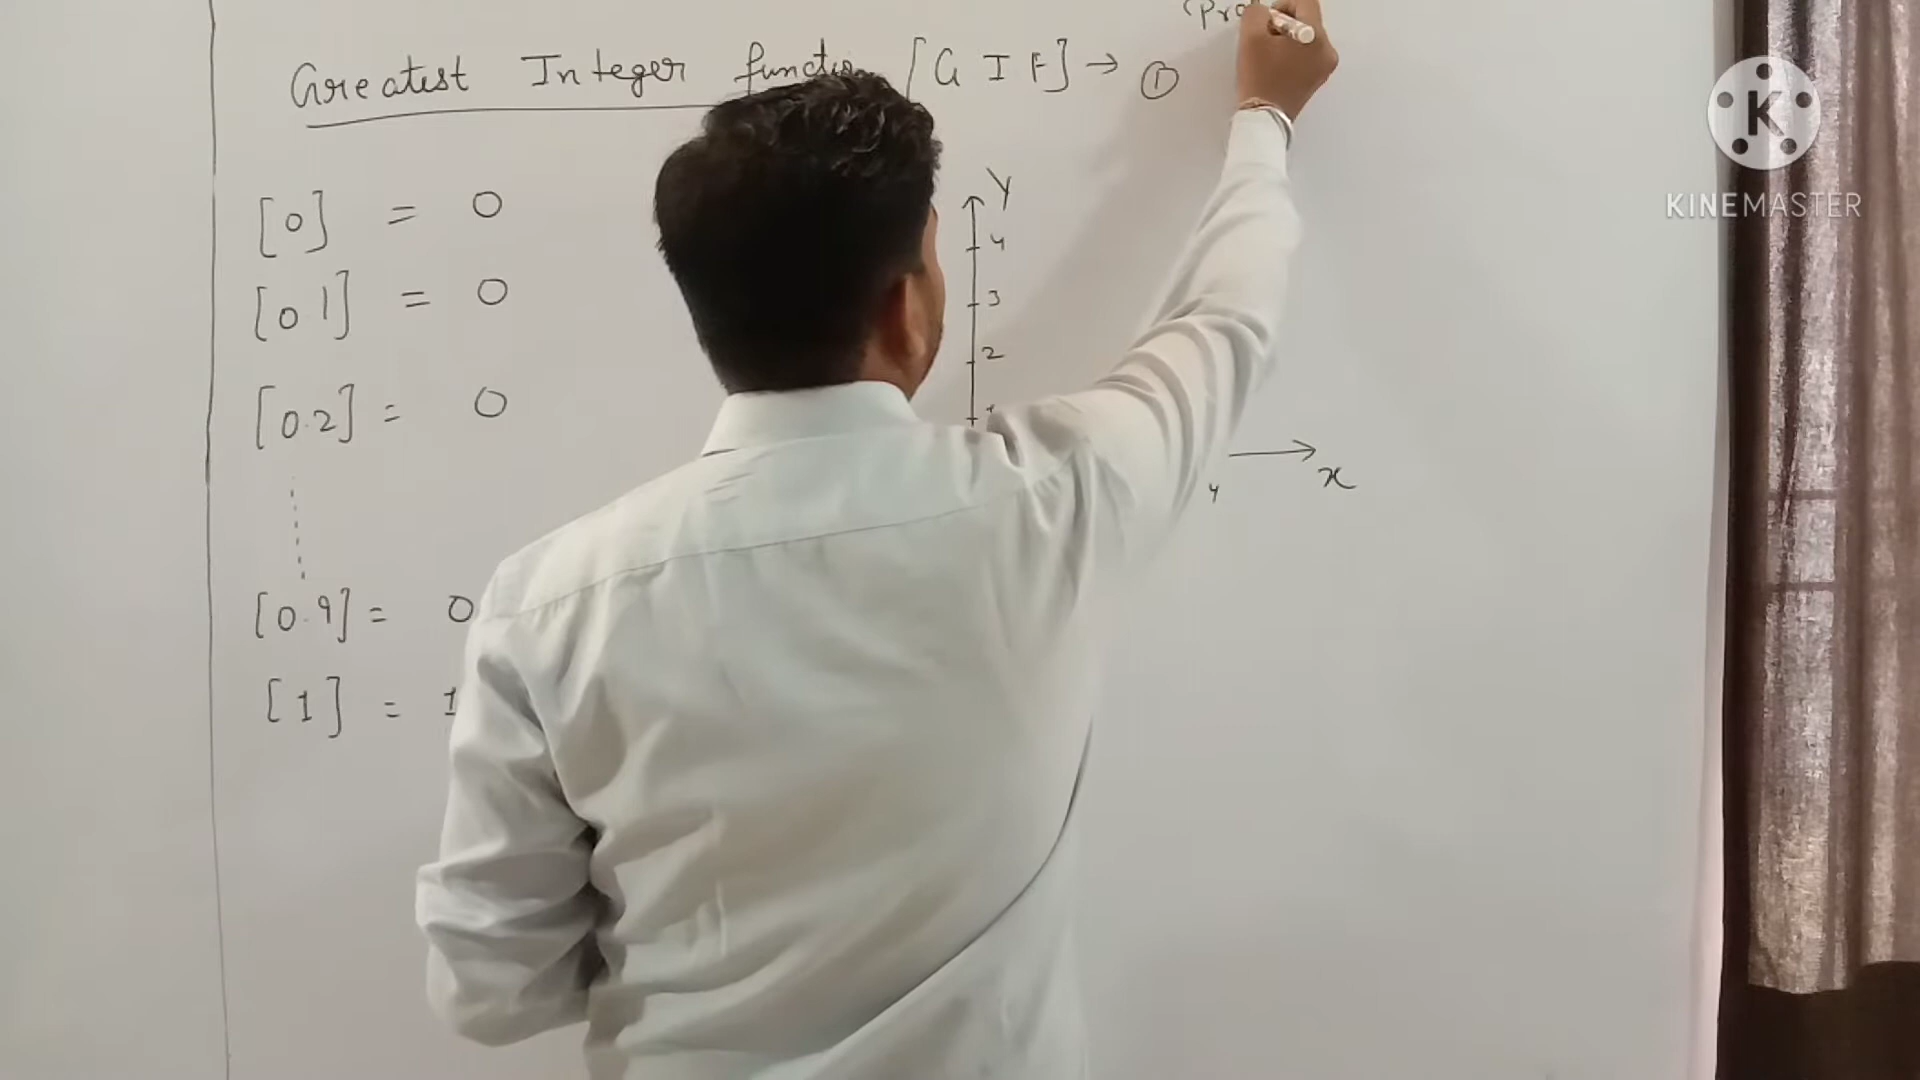 Greatest Integer function [G I F] → ①
[0] = 0
[0.1] = 0
[0.2] = 0
[0.9] = 0
[1] = 1
Y
4
3
2
4
x
K
KINEMASTER